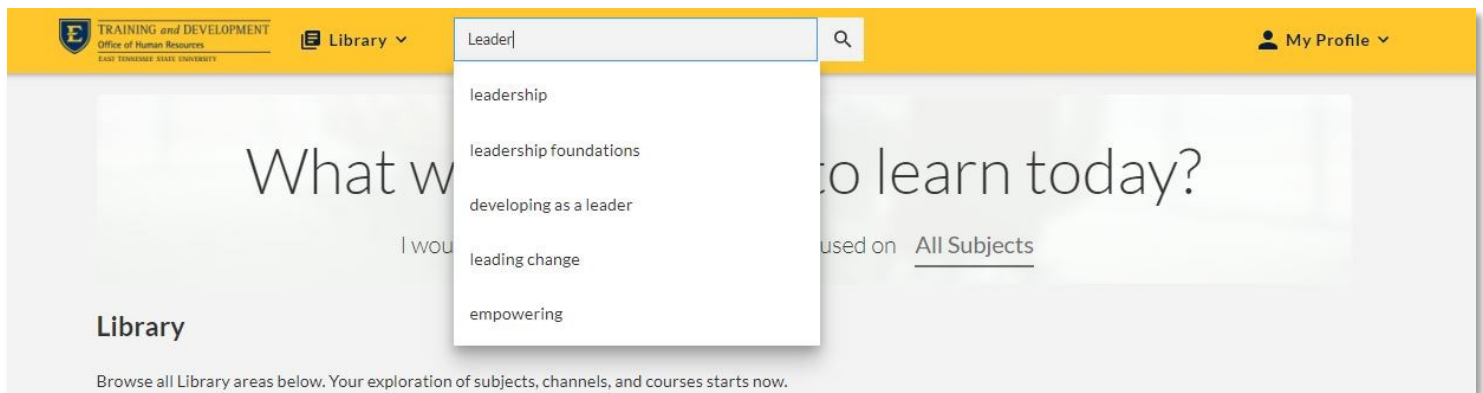 TRAINING and DEVELOPMENT
Office of Human Resources
EAST TENNESSEE STATE UNIVERSITY
E
Library
Leader
My Profile
leadership
leadership foundations
developing as a leader
leading change
empowering
What w
to learn today?
I wou
used on All Subjects
Library
Browse all Library areas below. Your exploration of subjects, channels, and courses starts now.